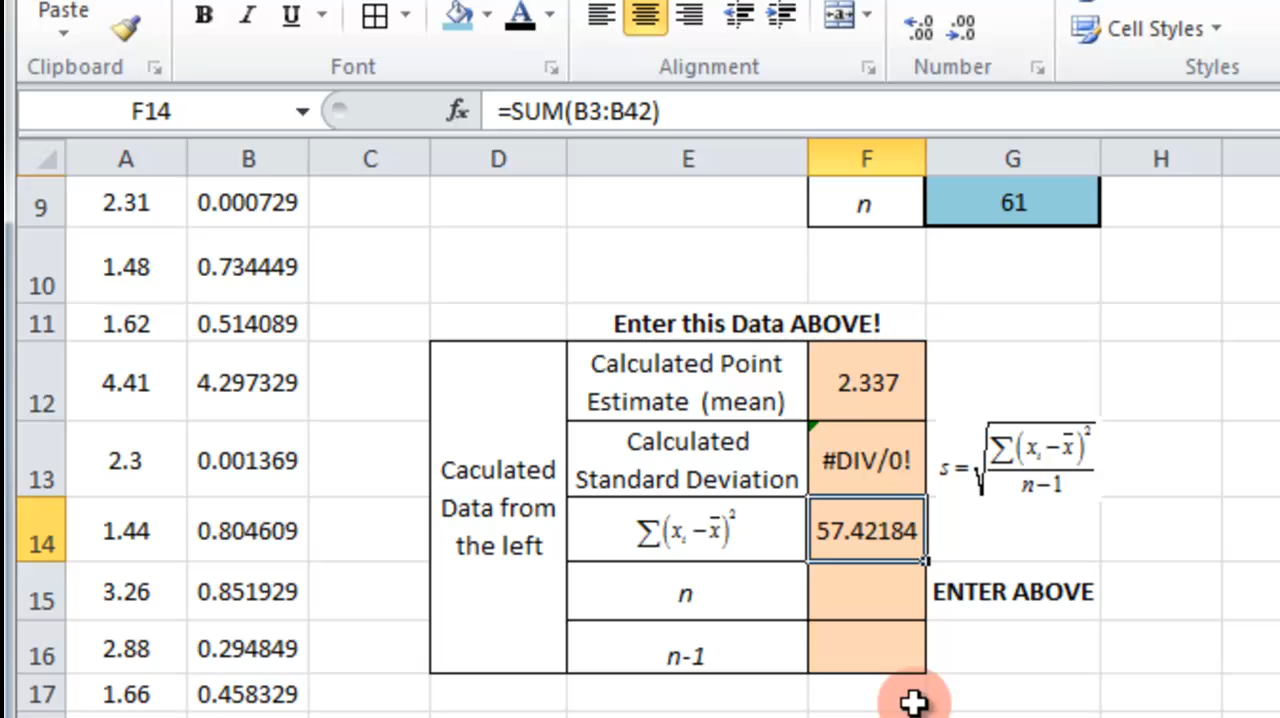 Paste
B I U A a
.00 .00
Cell Styles
Clipboard Font Alignment Number Styles
F14 fx =SUM(B3:B42)
A B C D E F G H
9 2.31 0.000729 n 61
10 1.48 0.734449
11 1.62 0.514089 Enter this Data ABOVE!
12 4.41 4.297329 Calculated Point Estimate (mean) 2.337
13 2.3 0.001369 Calculated Standard Deviation #DIV/0! s = √(∑(xᵢ − x̄)² / n−1)
Caculated Data from the left
14 1.44 0.804609 ∑(xᵢ − x̄)² 57.42184
15 3.26 0.851929 n ENTER ABOVE
16 2.88 0.294849 n-1
17 1.66 0.458329